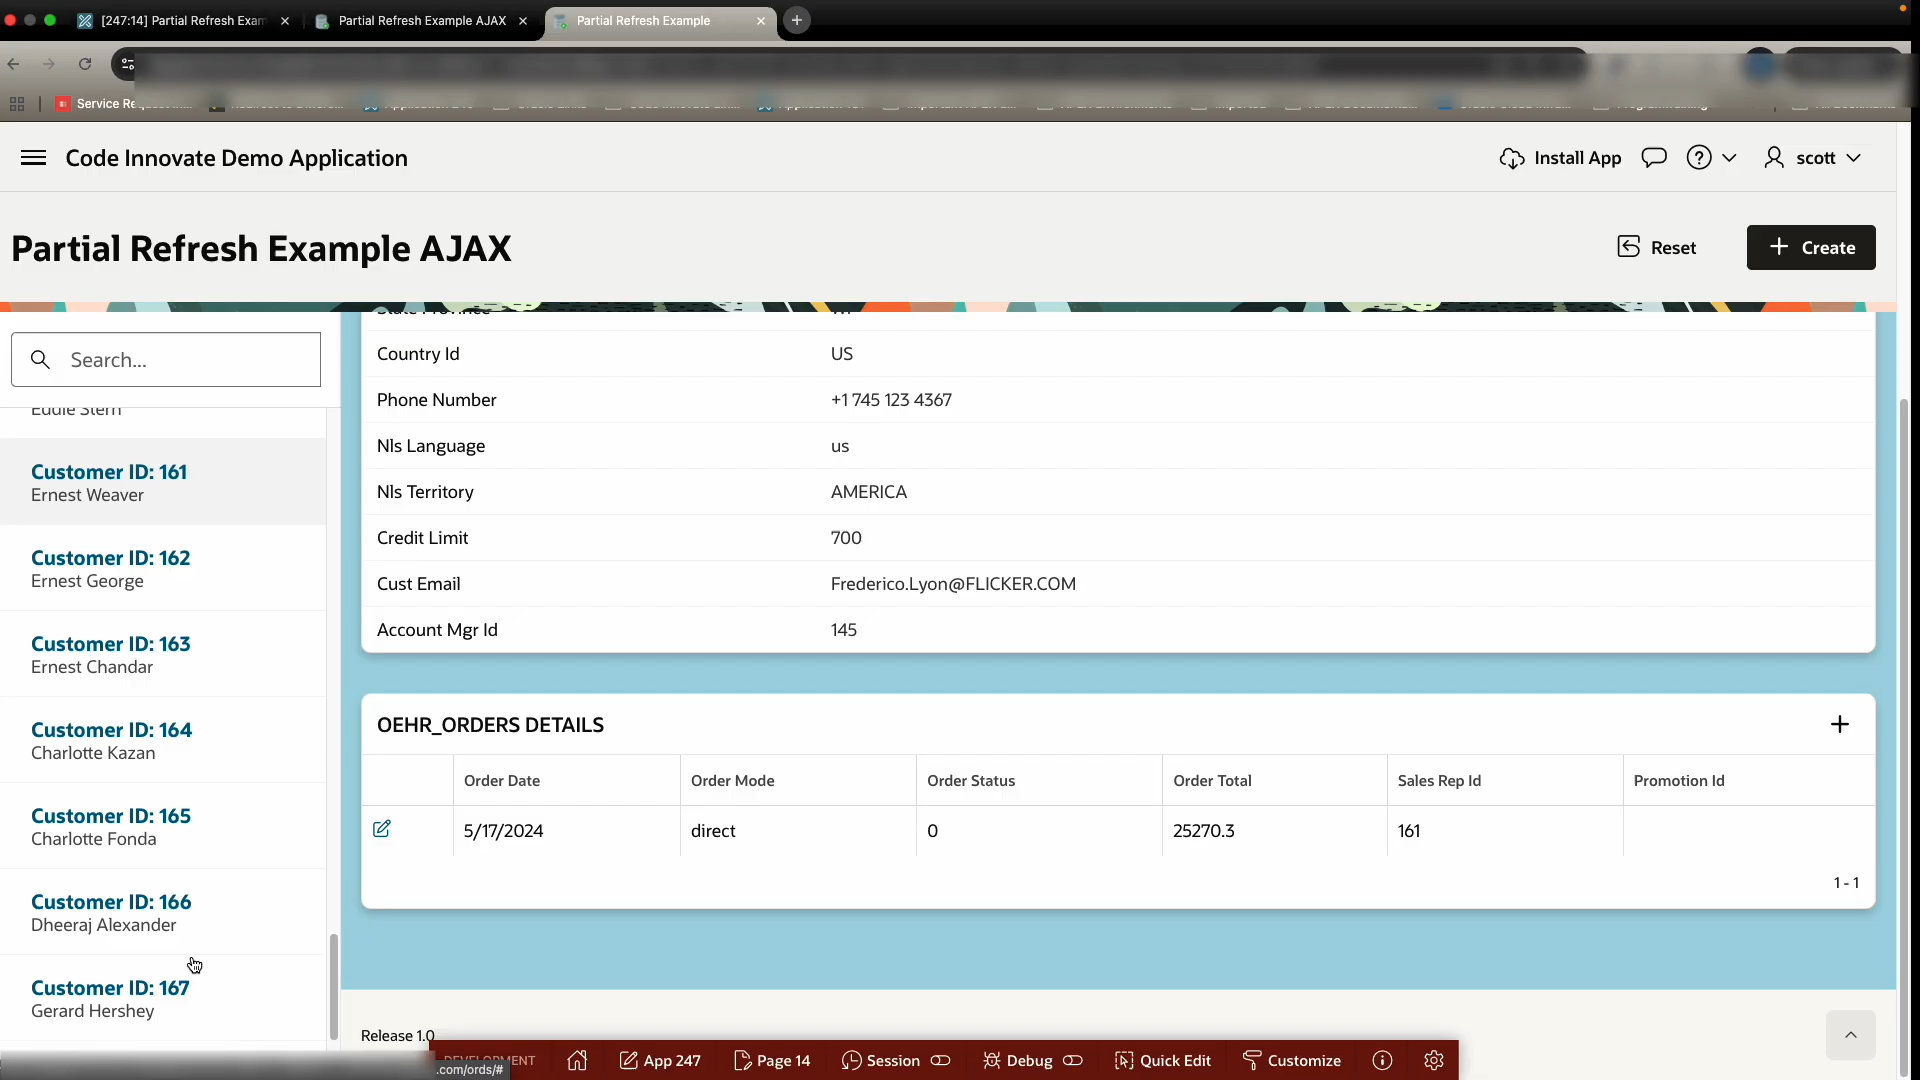 [247:14] Partial Refresh Exam
Partial Refresh Example AJAX
Partial Refresh Example
Service Re
Code Innovate Demo Application
Install App
scott
Partial Refresh Example AJAX
Reset
Create
Search...
Eddie Stern
Customer ID: 161
Ernest Weaver
Customer ID: 162
Ernest George
Customer ID: 163
Ernest Chandar
Customer ID: 164
Charlotte Kazan
Customer ID: 165
Charlotte Fonda
Customer ID: 166
Dheeraj Alexander
Customer ID: 167
Gerard Hershey
State Province
Country Id US
Phone Number +1 745 123 4367
Nls Language us
Nls Territory AMERICA
Credit Limit 700
Cust Email Frederico.Lyon@FLICKER.COM
Account Mgr Id 145
OEHR_ORDERS DETAILS
Order Date Order Mode Order Status Order Total Sales Rep Id Promotion Id
5/17/2024 direct 0 25270.3 161
1 - 1
Release 1.0
DEVELOPMENT App 247 Page 14 Session Debug Quick Edit Customize
.com/ords/#